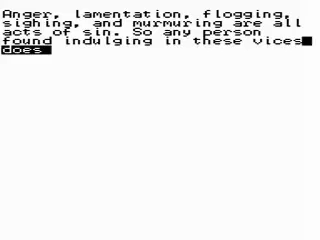 Anger, lamentation, flogging,
sighing, and murmuring are all
acts of sin. So any person
found indulging in these vices
does